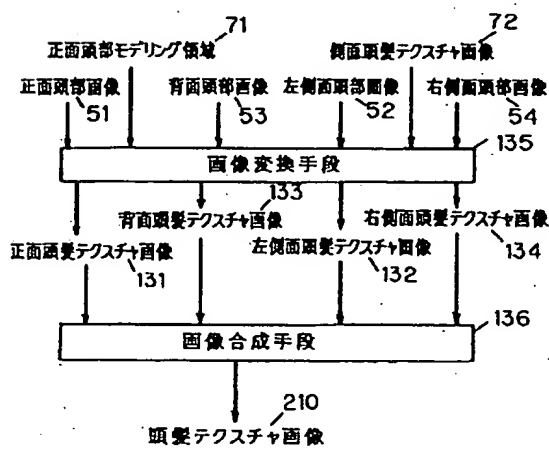 正面頭部モデリング領域 71
側面頭髪テクスチャ画像 72
正面頭部画像 51
背面頭部画像 53
左側面頭部画像 52
右側面頭部画像 54
画像変換手段 135
背面頭髪テクスチャ画像 133
右側面頭髪テクスチャ画像 134
正面頭髪テクスチャ画像 131
左側面頭髪テクスチャ画像 132
画像合成手段 136
頭髪テクスチャ画像 210